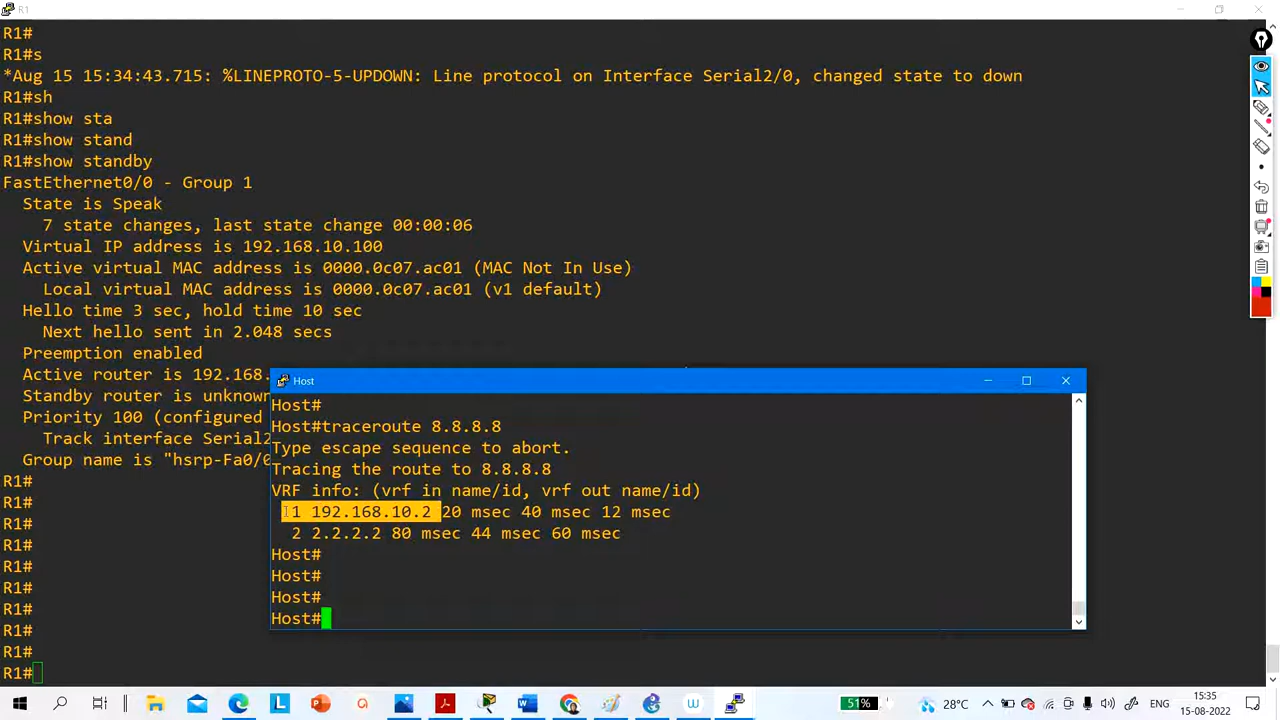 R1
R1#
R1#s
*Aug 15 15:34:43.715: %LINEPROTO-5-UPDOWN: Line protocol on Interface Serial2/0, changed state to down
R1#sh
R1#show sta
R1#show stand
R1#show standby
FastEthernet0/0 - Group 1
State is Speak
7 state changes, last state change 00:00:06
Virtual IP address is 192.168.10.100
Active virtual MAC address is 0000.0c07.ac01 (MAC Not In Use)
Local virtual MAC address is 0000.0c07.ac01 (v1 default)
Hello time 3 sec, hold time 10 sec
Next hello sent in 2.048 secs
Preemption enabled
Active router is 192.168.
Standby router is unknown
Priority 100 (configured
Track interface Serial2
Group name is "hsrp-Fa0/0
R1#
R1#
R1#
R1#
R1#
R1#
R1#
R1#
R1#
R1#
Host
Host#
Host#traceroute 8.8.8.8
Type escape sequence to abort.
Tracing the route to 8.8.8.8
VRF info: (vrf in name/id, vrf out name/id)
1 192.168.10.2 20 msec 40 msec 12 msec
2 2.2.2.2 80 msec 44 msec 60 msec
Host#
Host#
Host#
Host#
51%
28°C
ENG
15:35
15-08-2022